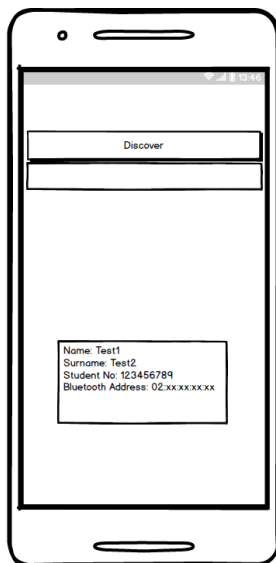 13:46
Discover
Name: Test1
Surname: Test2
Student No: 123456789
Bluetooth Address: 02:xx:xx:xx:xx